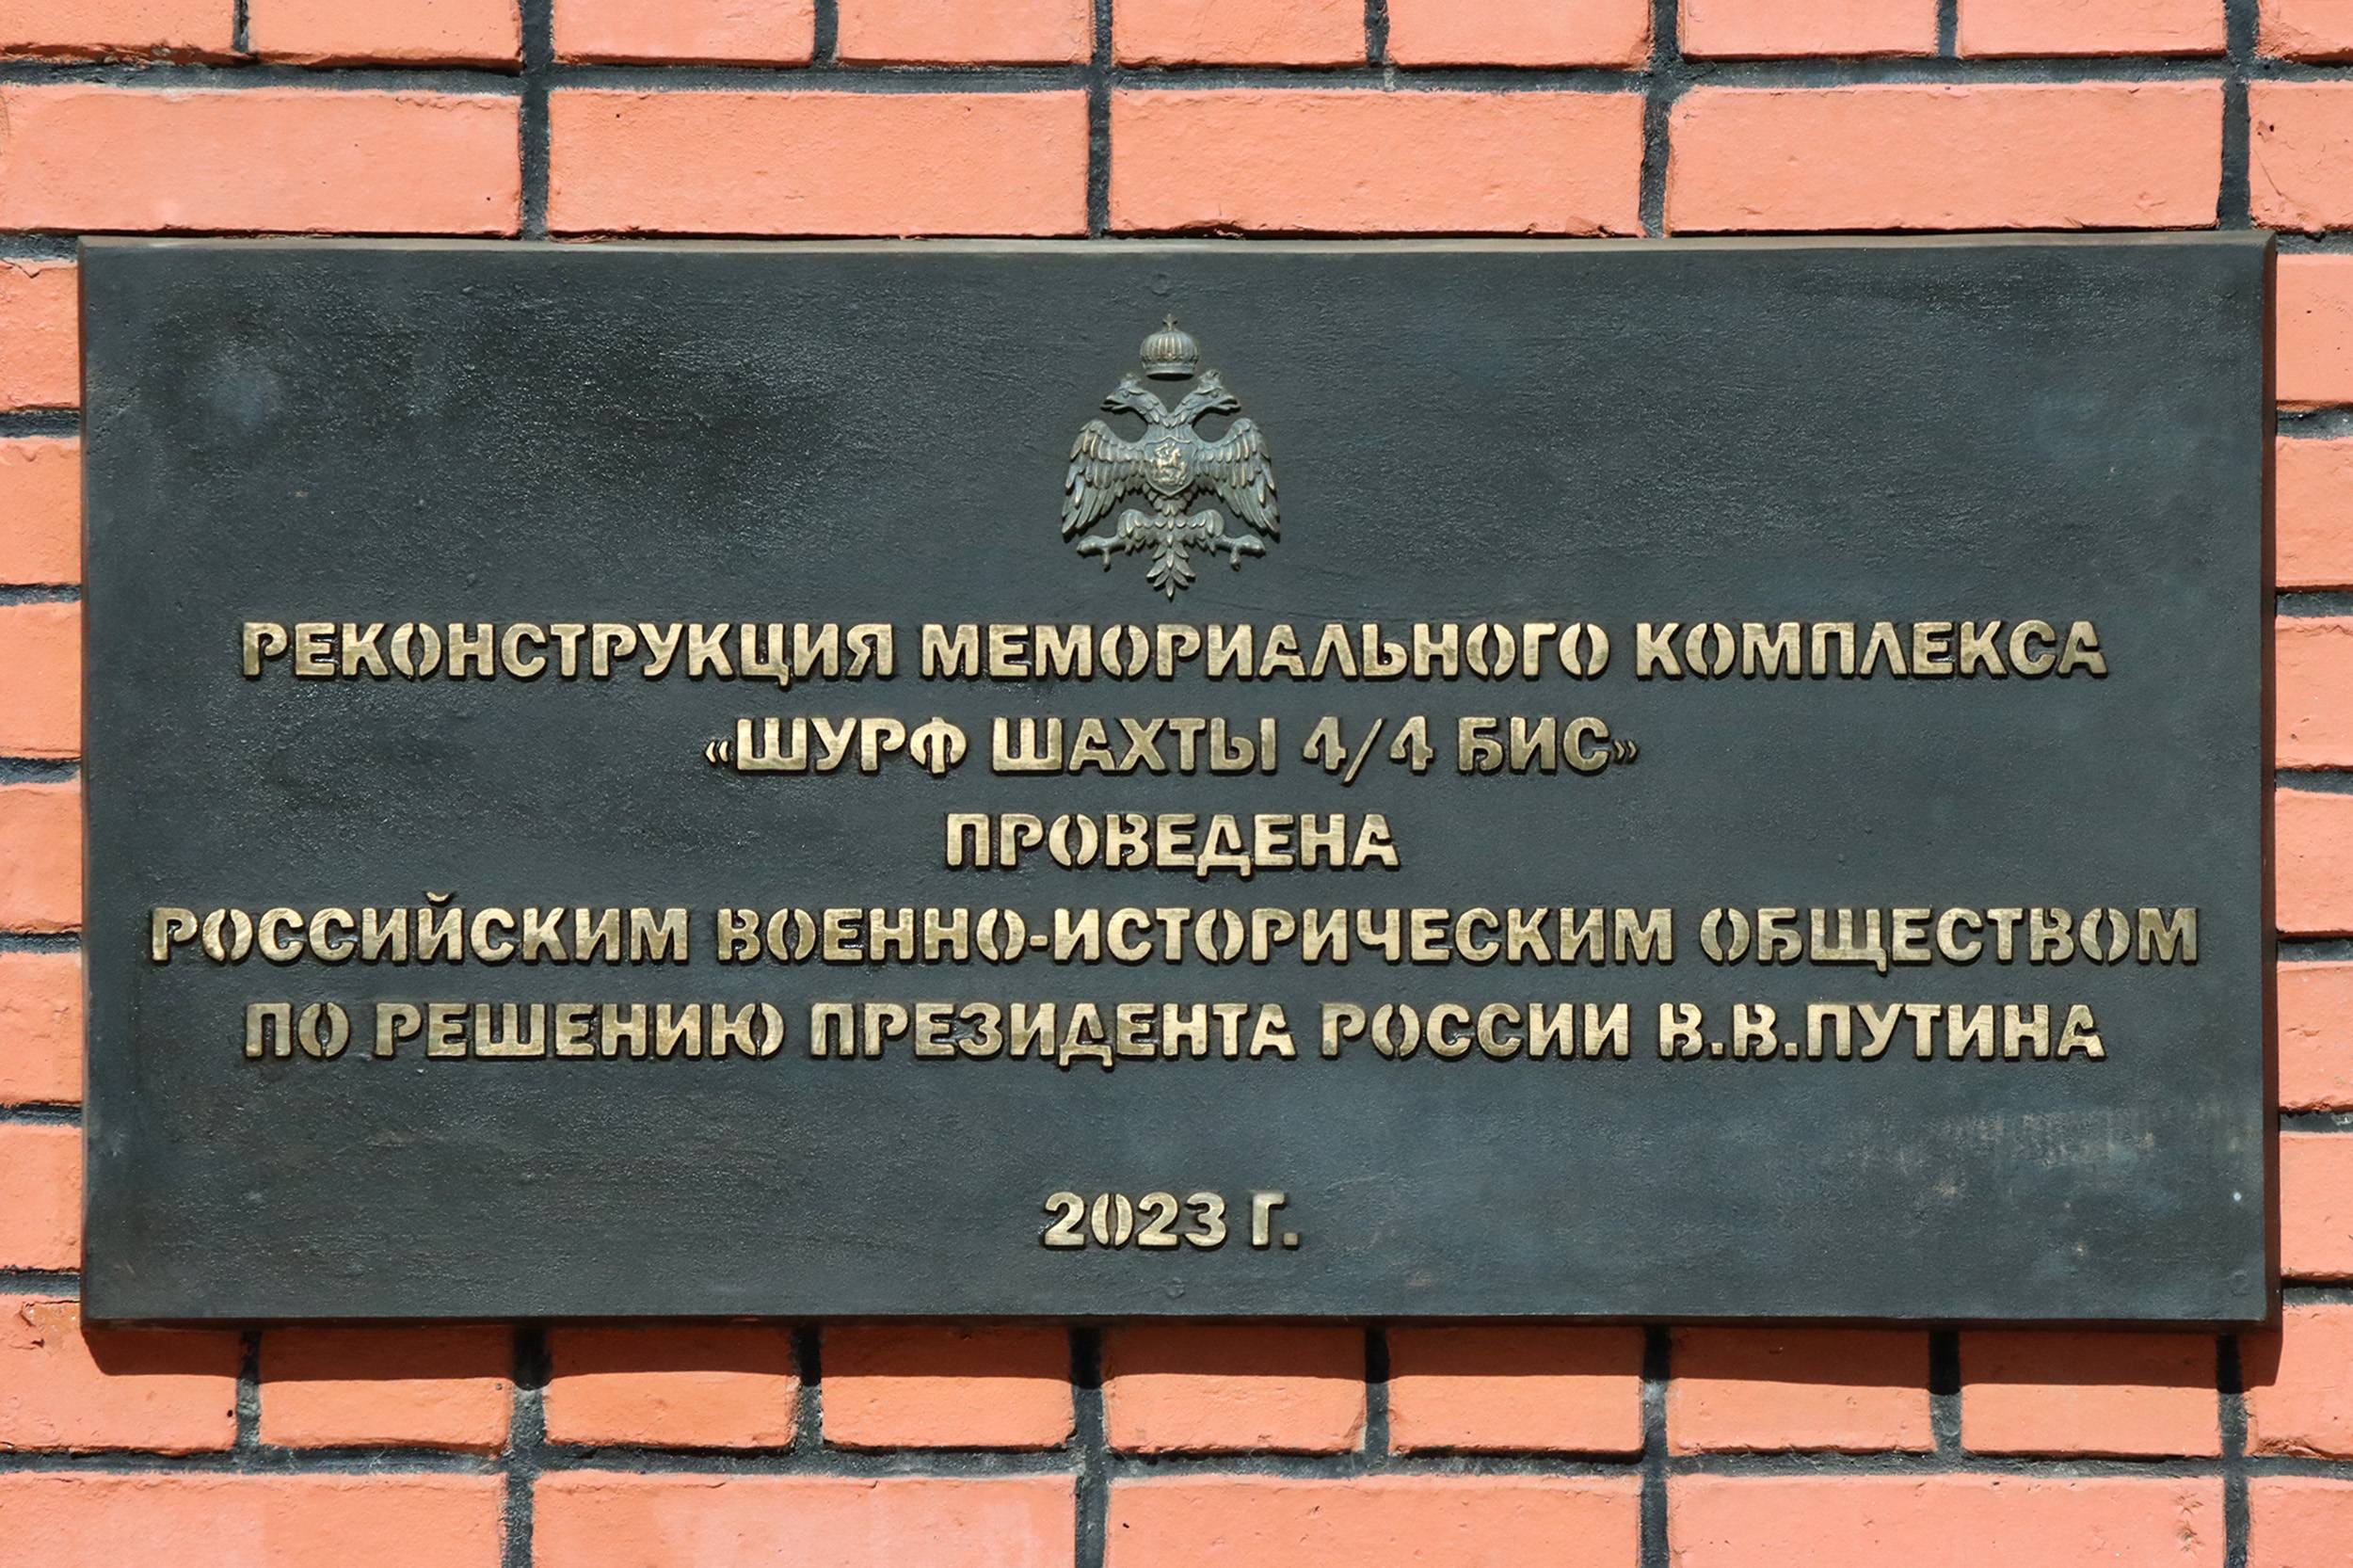 РЕКОНСТРУКЦИЯ МЕМОРИАЛЬНОГО КОМПЛЕКСА
«ШУРФ ШАХТЫ 4/4 БИС»
ПРОВЕДЕНА
РОССИЙСКИМ ВОЕННО-ИСТОРИЧЕСКИМ ОБЩЕСТВОМ
ПО РЕШЕНИЮ ПРЕЗИДЕНТА РОССИИ В.В.ПУТИНА
2023 Г.